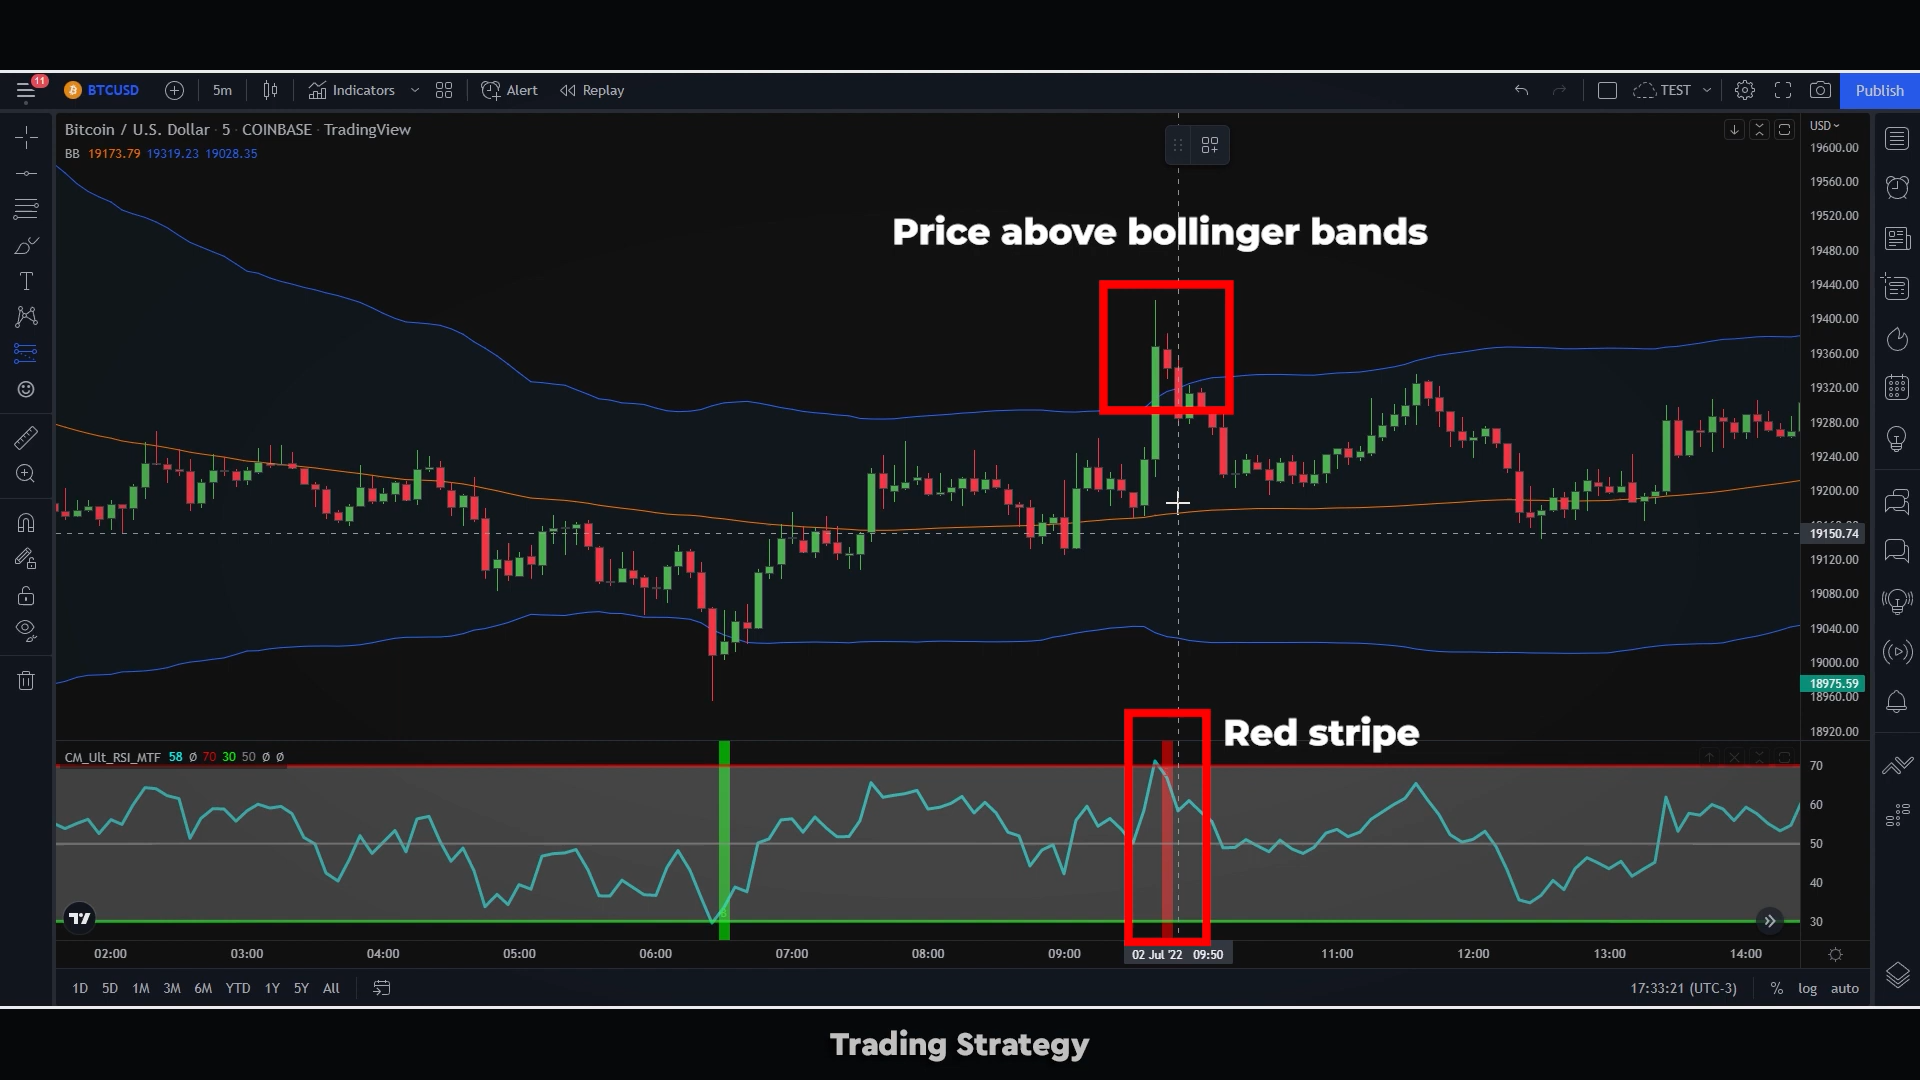 11
BTCUSD 5m Indicators Alert Replay TEST Publish
Bitcoin / U.S. Dollar · 5 · COINBASE · TradingView
BB 19173.79 19319.23 19028.35
USD
19600.00
19560.00
19520.00
19480.00
19440.00
19400.00
19360.00
19320.00
19280.00
19240.00
19200.00
19150.74
19120.00
19080.00
19040.00
19000.00
18975.59
18960.00
18920.00
Price above bollinger bands
Red stripe
CM_Ult_RSI_MTF 58 Ø 70 30 50 Ø Ø
70
60
50
40
30
02:00 03:00 04:00 05:00 06:00 07:00 08:00 09:00 02 Jul '22 09:50 11:00 12:00 13:00 14:00
1D 5D 1M 3M 6M YTD 1Y 5Y All 17:33:21 (UTC-3) % log auto
Trading Strategy